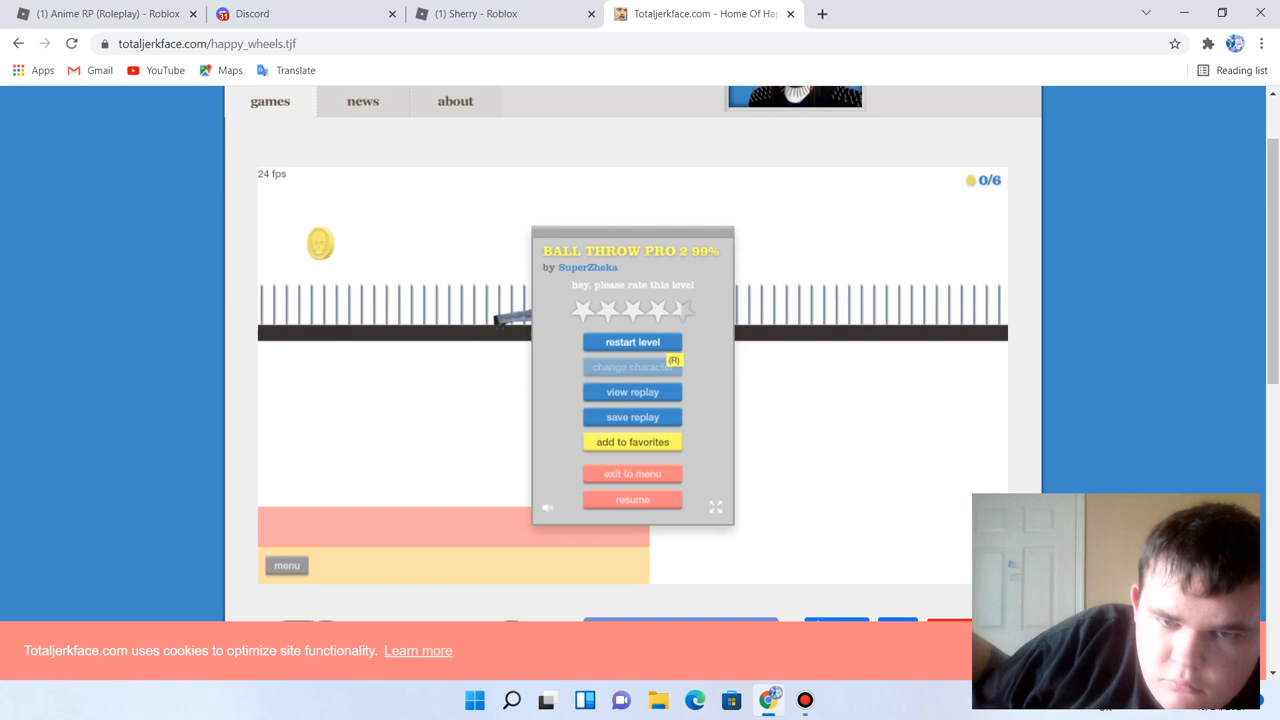 (1) Anime RP (Roleplay) - Roblox
31 Discord
(1) Sherry - Roblox
Totaljerkface.com - Home Of Ha
totaljerkface.com/happy_wheels.tjf
Apps Gmail YouTube Maps Translate Reading list
games news about
24 fps
0/6
BALL THROW PRO 2 99%
by SuperZheka
hey, please rate this level
restart level
(R)
change character
view replay
save replay
add to favorites
exit to menu
resume
menu
Totaljerkface.com uses cookies to optimize site functionality. Learn more